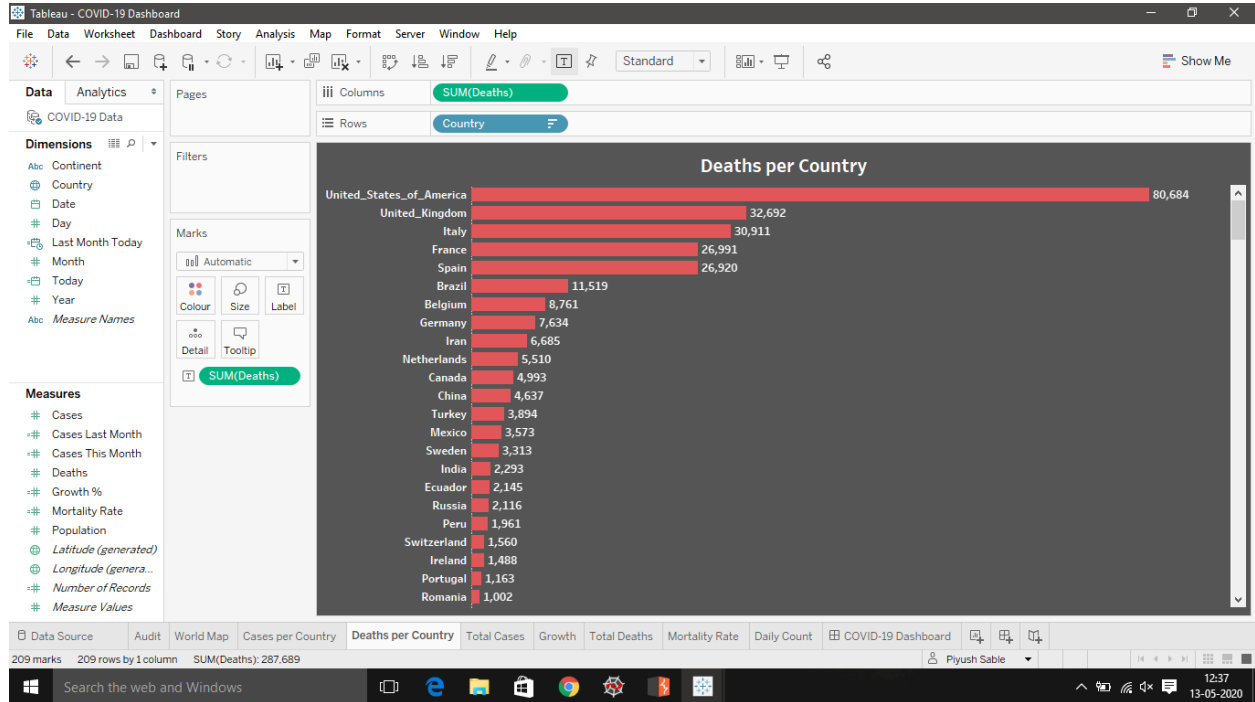 Tableau - COVID-19 Dashboard
File Data Worksheet Dashboard Story Analysis Map Format Server Window Help
Standard
Show Me
Data Analytics
COVID-19 Data
Dimensions
Abc Continent
Country
Date
# Day
Last Month Today
# Month
Today
# Year
Abc Measure Names
Measures
# Cases
=# Cases Last Month
=# Cases This Month
# Deaths
=# Growth %
=# Mortality Rate
# Population
Latitude (generated)
Longitude (genera...
=# Number of Records
# Measure Values
Pages
Filters
Marks
Automatic
Colour Size Label
Detail Tooltip
SUM(Deaths)
Columns SUM(Deaths)
Rows Country
Deaths per Country
United_States_of_America 80,684
United_Kingdom 32,692
Italy 30,911
France 26,991
Spain 26,920
Brazil 11,519
Belgium 8,761
Germany 7,634
Iran 6,685
Netherlands 5,510
Canada 4,993
China 4,637
Turkey 3,894
Mexico 3,573
Sweden 3,313
India 2,293
Ecuador 2,145
Russia 2,116
Peru 1,961
Switzerland 1,560
Ireland 1,488
Portugal 1,163
Romania 1,002
Data Source Audit World Map Cases per Country Deaths per Country Total Cases Growth Total Deaths Mortality Rate Daily Count COVID-19 Dashboard
209 marks 209 rows by 1 column SUM(Deaths): 287,689 Piyush Sable
Search the web and Windows
12:37
13-05-2020